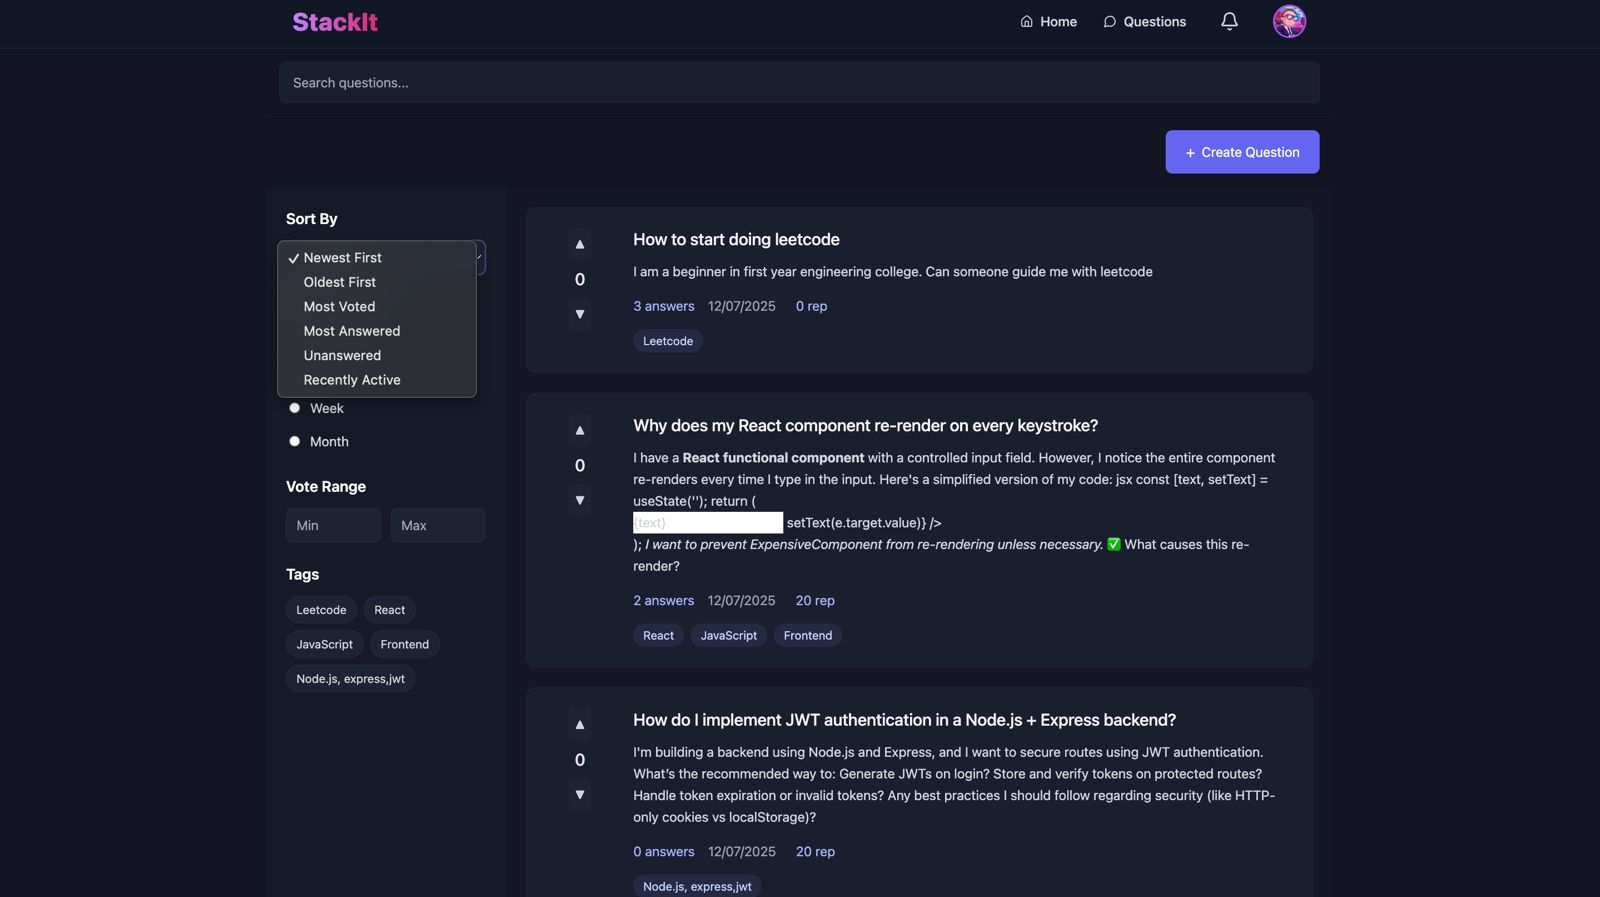 StackIt
Home
Questions
Search questions...
+ Create Question
Sort By
✓ Newest First
Oldest First
Most Voted
Most Answered
Unanswered
Recently Active
Week
Month
Vote Range
Min
Max
Tags
Leetcode
React
JavaScript
Frontend
Node.js, express,jwt
▲
0
▼
How to start doing leetcode
I am a beginner in first year engineering college. Can someone guide me with leetcode
3 answers 12/07/2025 0 rep
Leetcode
▲
0
▼
Why does my React component re-render on every keystroke?
I have a React functional component with a controlled input field. However, I notice the entire component
re-renders every time I type in the input. Here's a simplified version of my code: jsx const [text, setText] =
useState(''); return (
{text} setText(e.target.value)} />
); I want to prevent ExpensiveComponent from re-rendering unless necessary. ✅ What causes this re-
render?
2 answers 12/07/2025 20 rep
React JavaScript Frontend
▲
0
▼
How do I implement JWT authentication in a Node.js + Express backend?
I'm building a backend using Node.js and Express, and I want to secure routes using JWT authentication.
What's the recommended way to: Generate JWTs on login? Store and verify tokens on protected routes?
Handle token expiration or invalid tokens? Any best practices I should follow regarding security (like HTTP-
only cookies vs localStorage)?
0 answers 12/07/2025 20 rep
Node.js, express,jwt